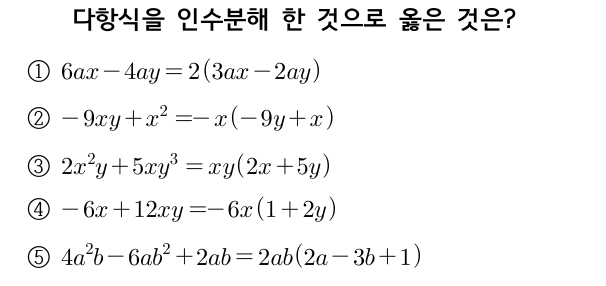 다항식을 인수분해 한 것으로 옳은 것은?
① 6ax − 4ay = 2(3ax − 2ay)
② −9xy + x² = −x(−9y + x)
③ 2x²y + 5xy³ = xy(2x + 5y)
④ −6x + 12xy = −6x(1 + 2y)
⑤ 4a²b − 6ab² + 2ab = 2ab(2a − 3b + 1)